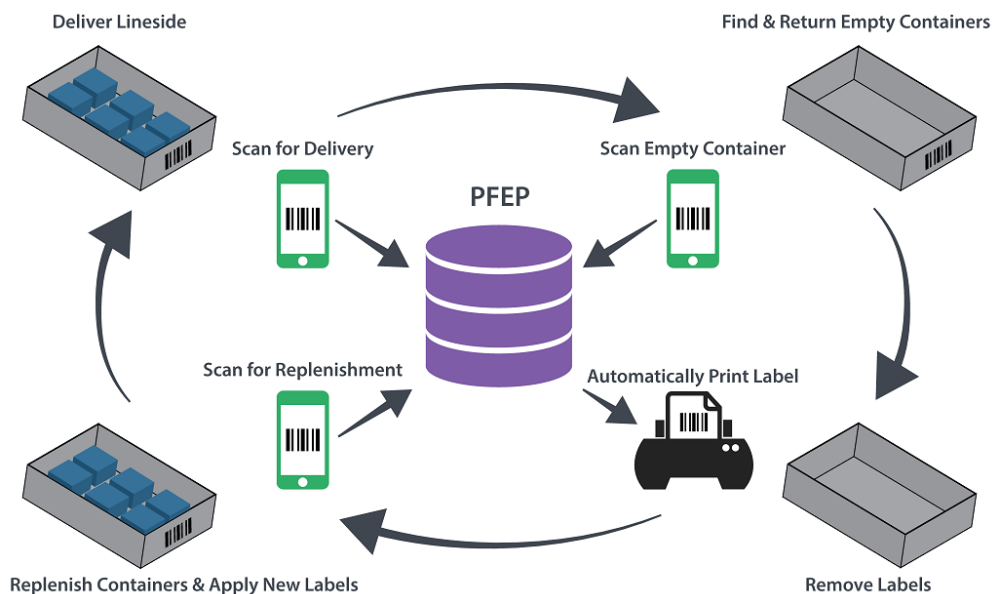 Deliver Lineside
Find & Return Empty Containers
Scan for Delivery
Scan Empty Container
PFEP
Scan for Replenishment
Automatically Print Label
Replenish Containers & Apply New Labels
Remove Labels